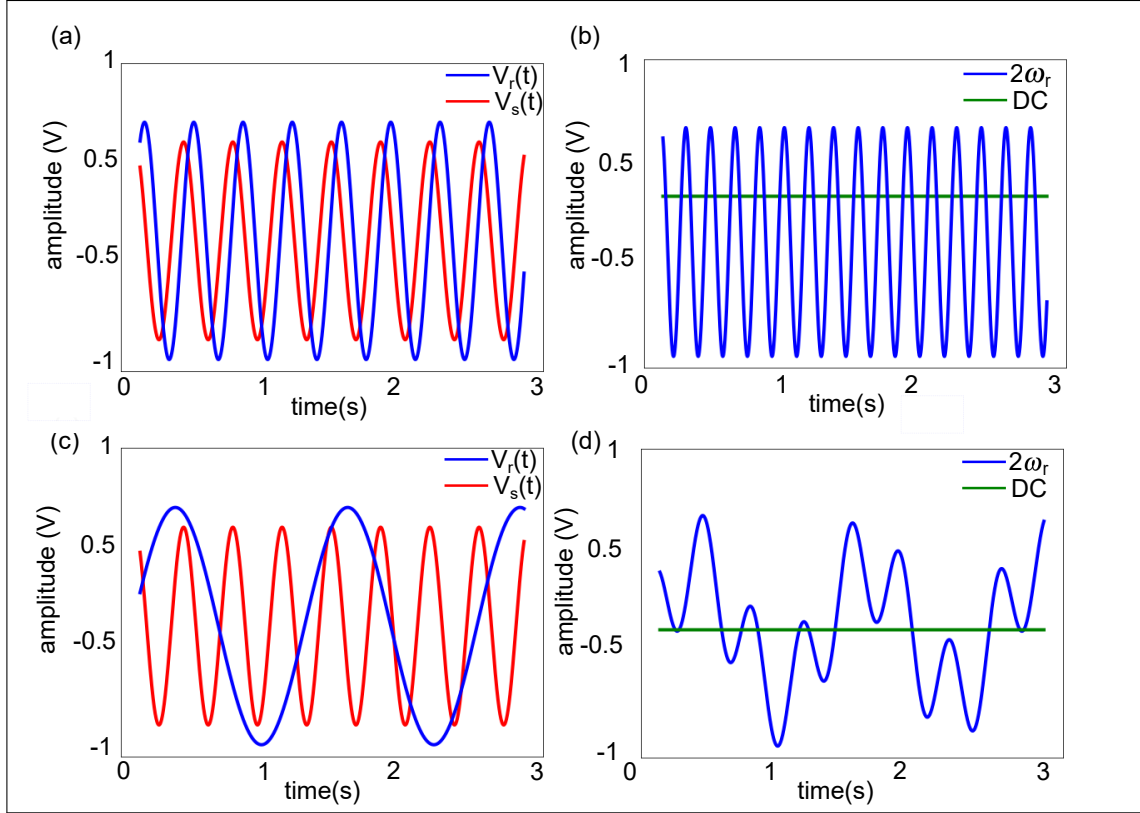 (a)
1
0.5
-0.5
-1
amplitude (V)
V_r(t)
V_s(t)
0 1 2 3
time(s)
(b)
1
0.5
-0.5
-1
amplitude (V)
2ω_r
DC
0 1 2 3
time(s)
(c)
1
0.5
-0.5
-1
amplitude (V)
V_r(t)
V_s(t)
0 1 2 3
time(s)
(d)
1
0.5
-0.5
-1
amplitude (V)
2ω_r
DC
0 1 2 3
time(s)